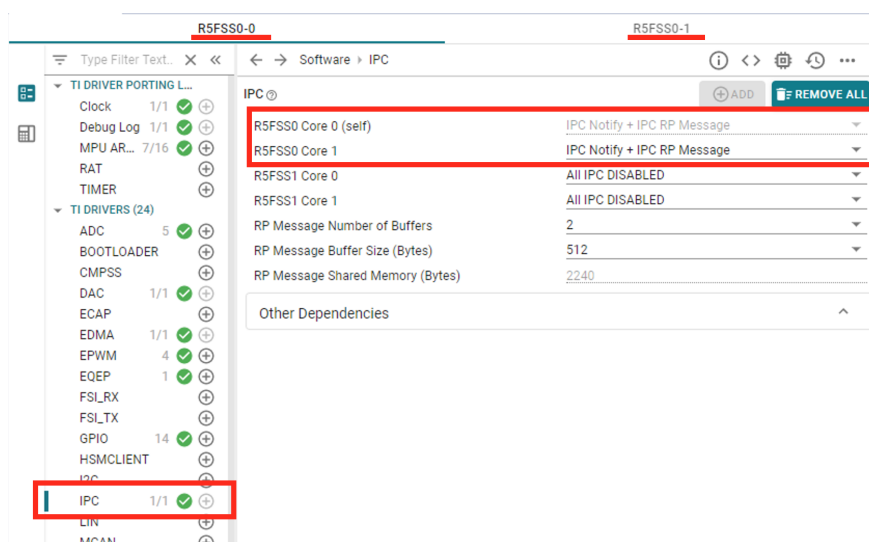 R5FSS0-0 R5FSS0-1
Type Filter Text.. X «
Software › IPC
TI DRIVER PORTING L...
Clock 1/1
Debug Log 1/1
MPU AR... 7/16
RAT
TIMER
TI DRIVERS (24)
ADC 5
BOOTLOADER
CMPSS
DAC 1/1
ECAP
EDMA 1/1
EPWM 4
EQEP 1
FSI_RX
FSI_TX
GPIO 14
HSMCLIENT
I2C
IPC 1/1
LIN
MCAN
IPC
ADD
REMOVE ALL
R5FSS0 Core 0 (self) IPC Notify + IPC RP Message
R5FSS0 Core 1 IPC Notify + IPC RP Message
R5FSS1 Core 0 All IPC DISABLED
R5FSS1 Core 1 All IPC DISABLED
RP Message Number of Buffers 2
RP Message Buffer Size (Bytes) 512
RP Message Shared Memory (Bytes) 2240
Other Dependencies